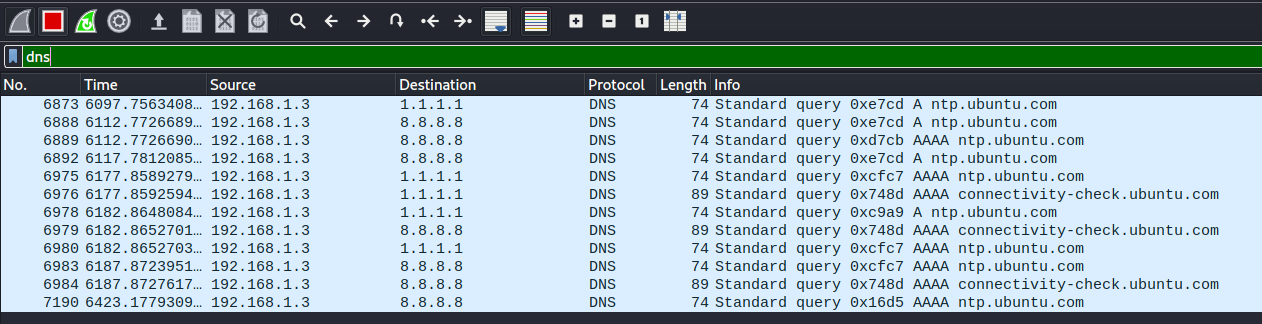 dns
No. Time Source Destination Protocol Length Info
6873 6097.7563408… 192.168.1.3 1.1.1.1 DNS 74 Standard query 0xe7cd A ntp.ubuntu.com
6888 6112.7726689… 192.168.1.3 8.8.8.8 DNS 74 Standard query 0xe7cd A ntp.ubuntu.com
6889 6112.7726690… 192.168.1.3 8.8.8.8 DNS 74 Standard query 0xd7cb AAAA ntp.ubuntu.com
6892 6117.7812085… 192.168.1.3 8.8.8.8 DNS 74 Standard query 0xe7cd A ntp.ubuntu.com
6975 6177.8589279… 192.168.1.3 1.1.1.1 DNS 74 Standard query 0xcfc7 AAAA ntp.ubuntu.com
6976 6177.8592594… 192.168.1.3 1.1.1.1 DNS 89 Standard query 0x748d AAAA connectivity-check.ubuntu.com
6978 6182.8648084… 192.168.1.3 1.1.1.1 DNS 74 Standard query 0xc9a9 A ntp.ubuntu.com
6979 6182.8652701… 192.168.1.3 8.8.8.8 DNS 89 Standard query 0x748d AAAA connectivity-check.ubuntu.com
6980 6182.8652703… 192.168.1.3 1.1.1.1 DNS 74 Standard query 0xcfc7 AAAA ntp.ubuntu.com
6983 6187.8723951… 192.168.1.3 8.8.8.8 DNS 74 Standard query 0xcfc7 AAAA ntp.ubuntu.com
6984 6187.8727617… 192.168.1.3 8.8.8.8 DNS 89 Standard query 0x748d AAAA connectivity-check.ubuntu.com
7190 6423.1779309… 192.168.1.3 8.8.8.8 DNS 74 Standard query 0x16d5 AAAA ntp.ubuntu.com